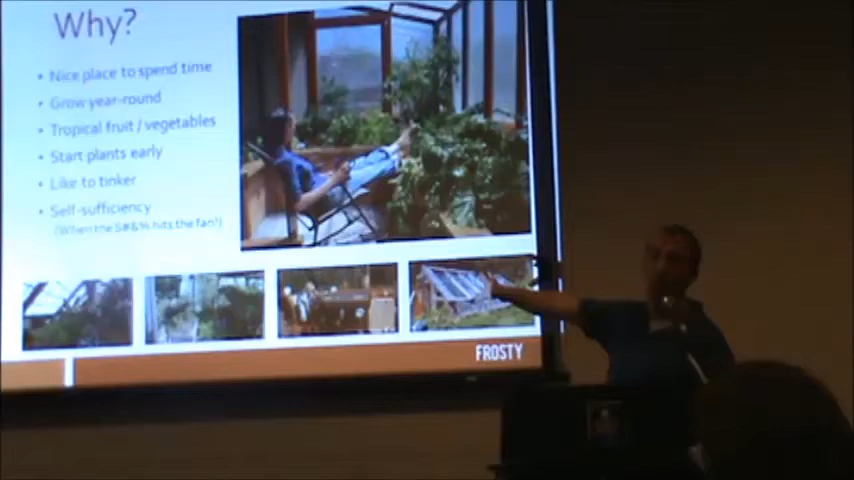 Why?
• Nice place to spend time
• Grow year-round
• Tropical fruit / vegetables
• Start plants early
• Like to tinker
• Self-sufficiency
(When the S#&% hits the fan?)
FROSTY